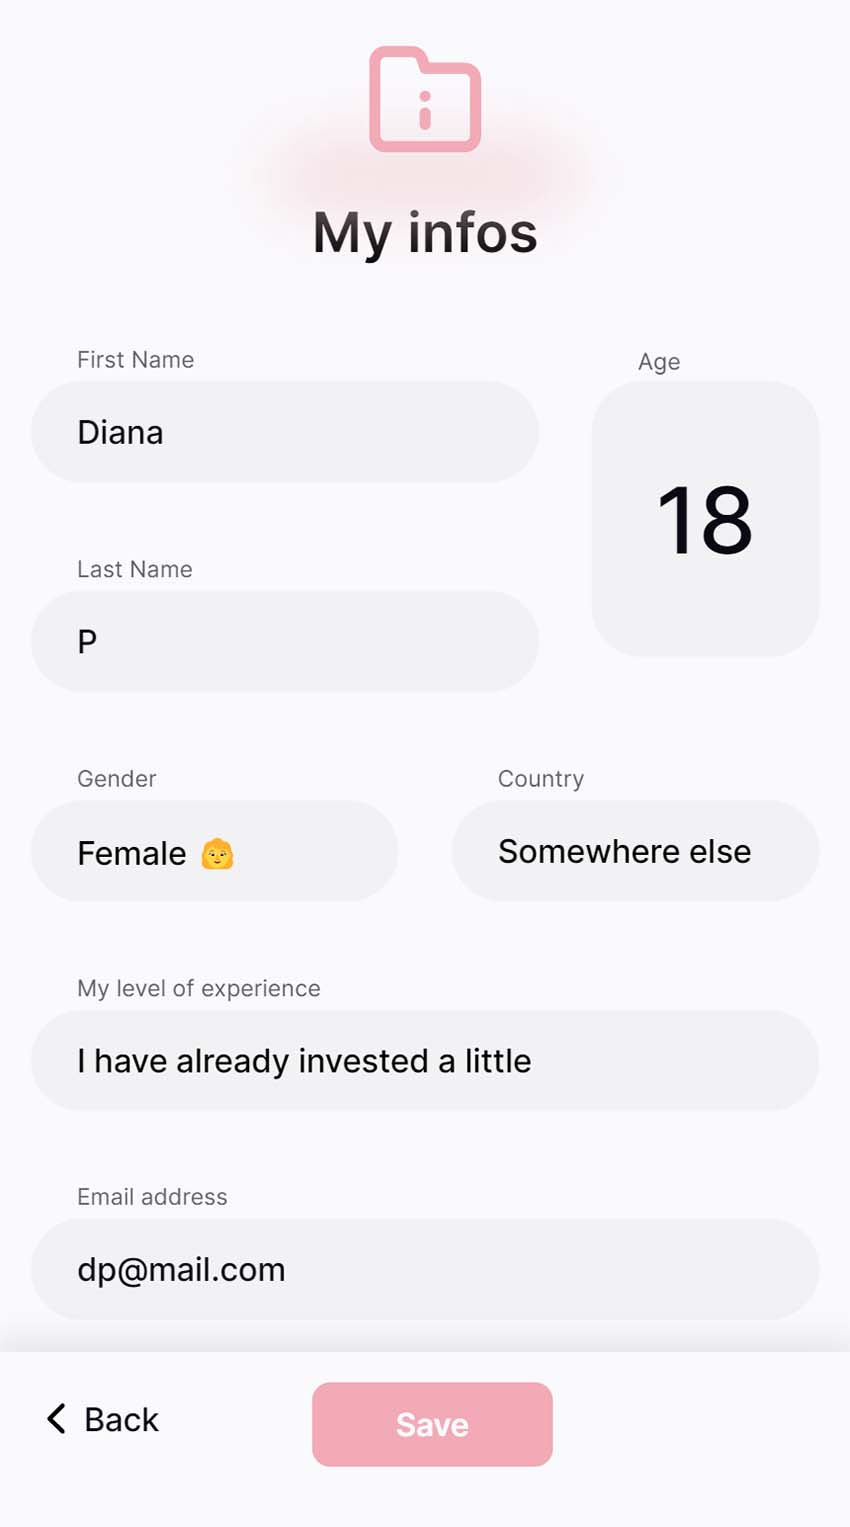 My infos
First Name
Diana
Age
18
Last Name
P
Gender
Female 👩‍🦰
Country
Somewhere else
My level of experience
I have already invested a little
Email address
dp@mail.com
Back
Save